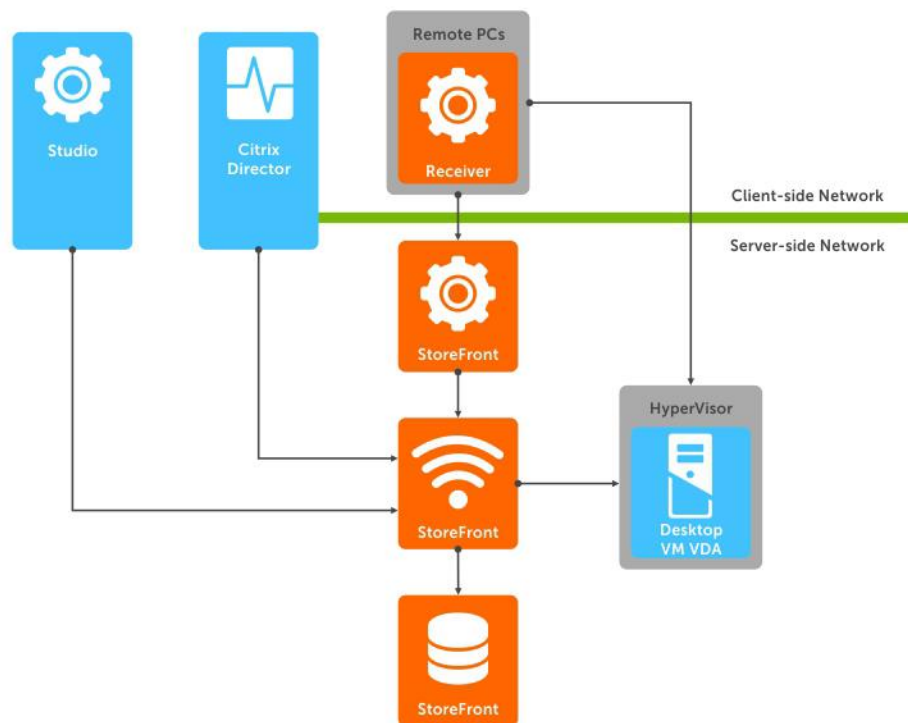 Studio
Citrix
Director
Remote PCs
Receiver
Client-side Network
Server-side Network
StoreFront
HyperVisor
StoreFront
Desktop
VM VDA
StoreFront